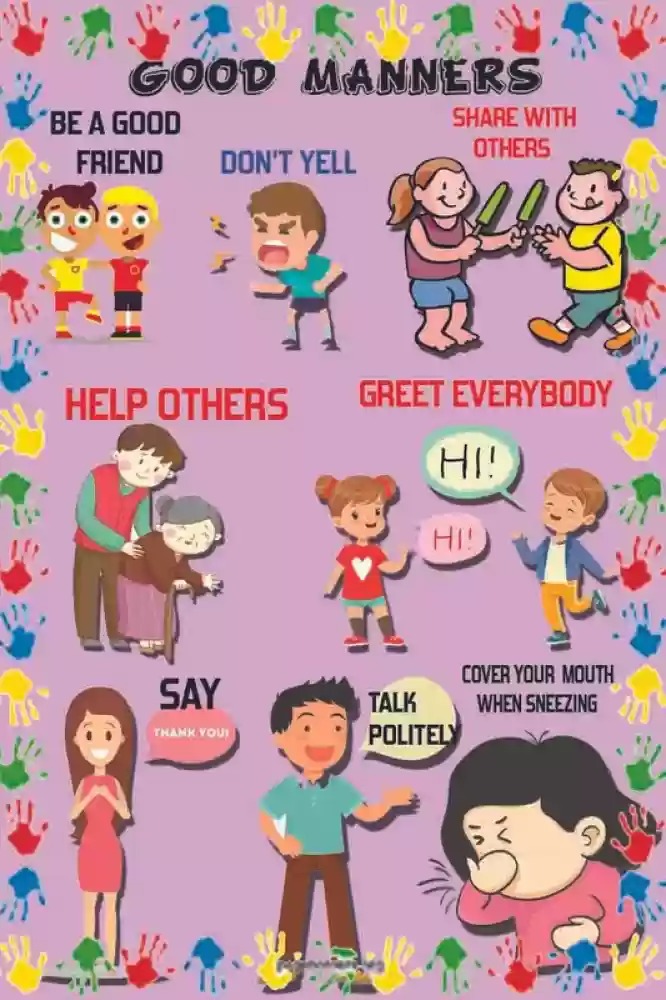 GOOD MANNERS
BE A GOOD
FRIEND
DON'T YELL
SHARE WITH
OTHERS
HELP OTHERS
GREET EVERYBODY
HI!
HI!
SAY
THANK YOU!
TALK
POLITELY
COVER YOUR MOUTH
WHEN SNEEZING